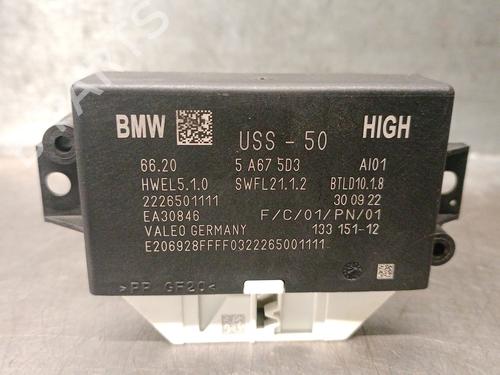 BMW USS - 50 HIGH
66.20 5 A67 5D3 AI01
HWEL5.1.0 SWFL21.1.2 BTLD10.1.8
2226501111 30 09 22
EA30846 F/C/01/PN/01
VALEO GERMANY 133 151-12
E206928FFFF0322265001111
>PP GF20<